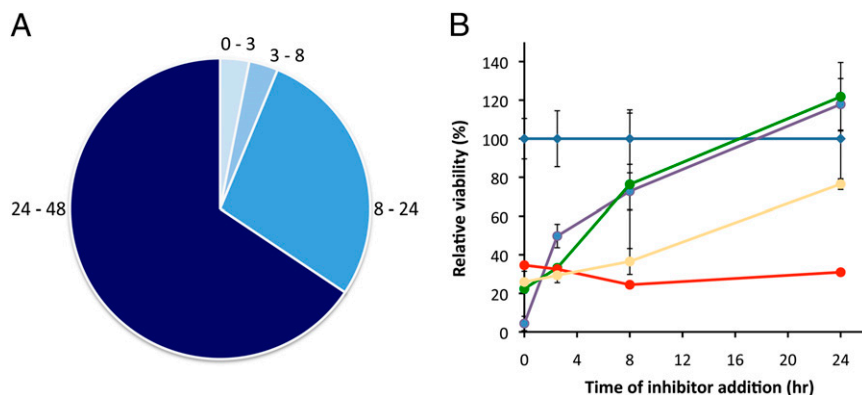 A
0 - 3
3 - 8
24 - 48
8 - 24
B
Relative viability (%)
140
120
100
80
60
40
20
0
0 4 8 12 16 20 24
Time of inhibitor addition (hr)